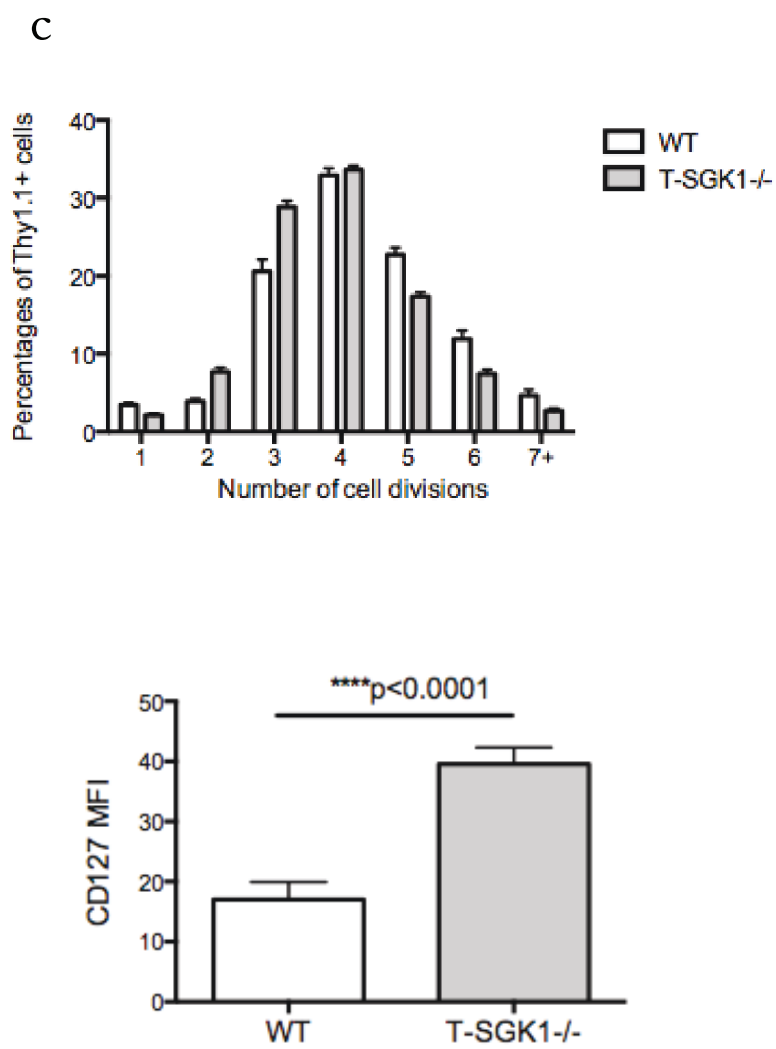 C
Percentages of Thy1.1+ cells
40
30
20
10
0
1 2 3 4 5 6 7+
Number of cell divisions
WT
T-SGK1-/-
****p<0.0001
CD127 MFI
50
40
30
20
10
0
WT T-SGK1-/-